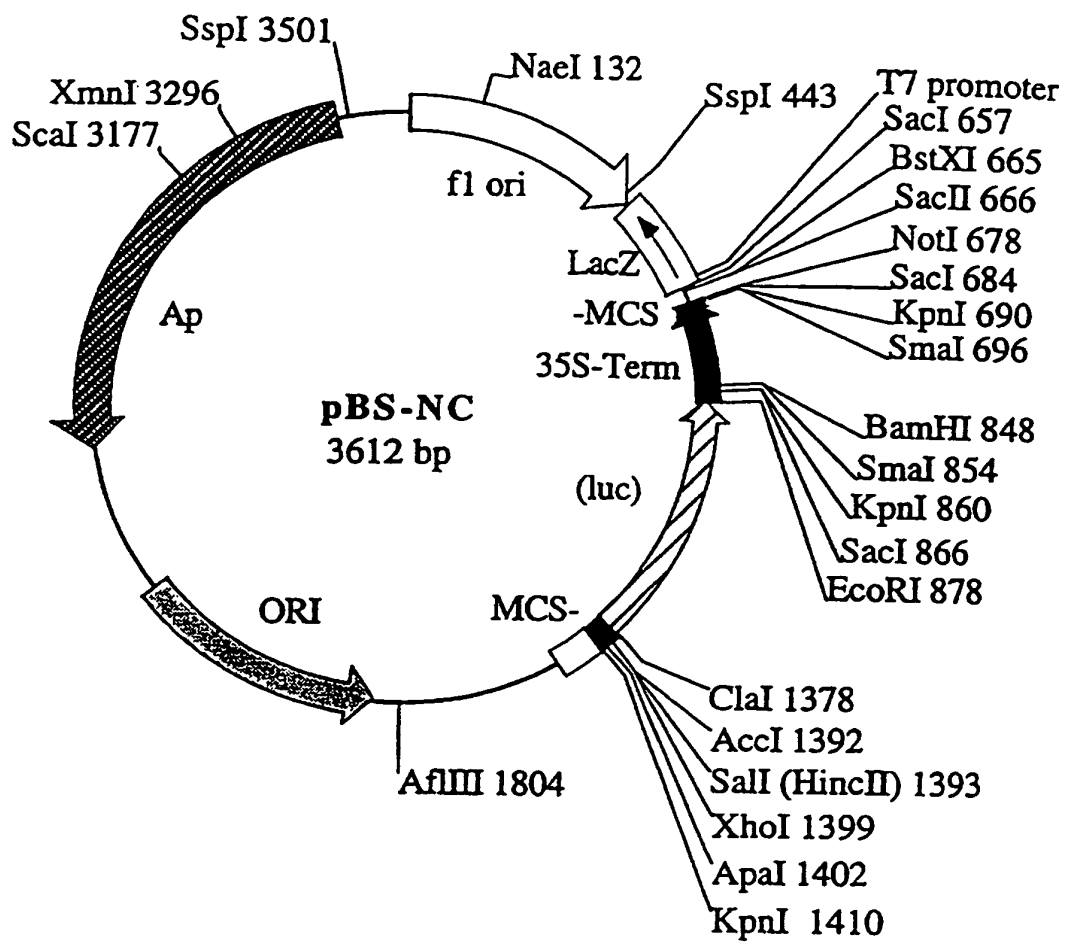 SspI 3501
XmnI 3296
ScaI 3177
NaeI 132
SspI 443
T7 promoter
SacI 657
BstXI 665
SacII 666
NotI 678
SacI 684
KpnI 690
SmaI 696
f1 ori
LacZ
-MCS
35S-Term
Ap
pBS-NC
3612 bp
(luc)
BamHI 848
SmaI 854
KpnI 860
SacI 866
EcoRI 878
ORI
MCS-
ClaI 1378
AccI 1392
SalI (HincII) 1393
XhoI 1399
ApaI 1402
KpnI 1410
AflIII 1804